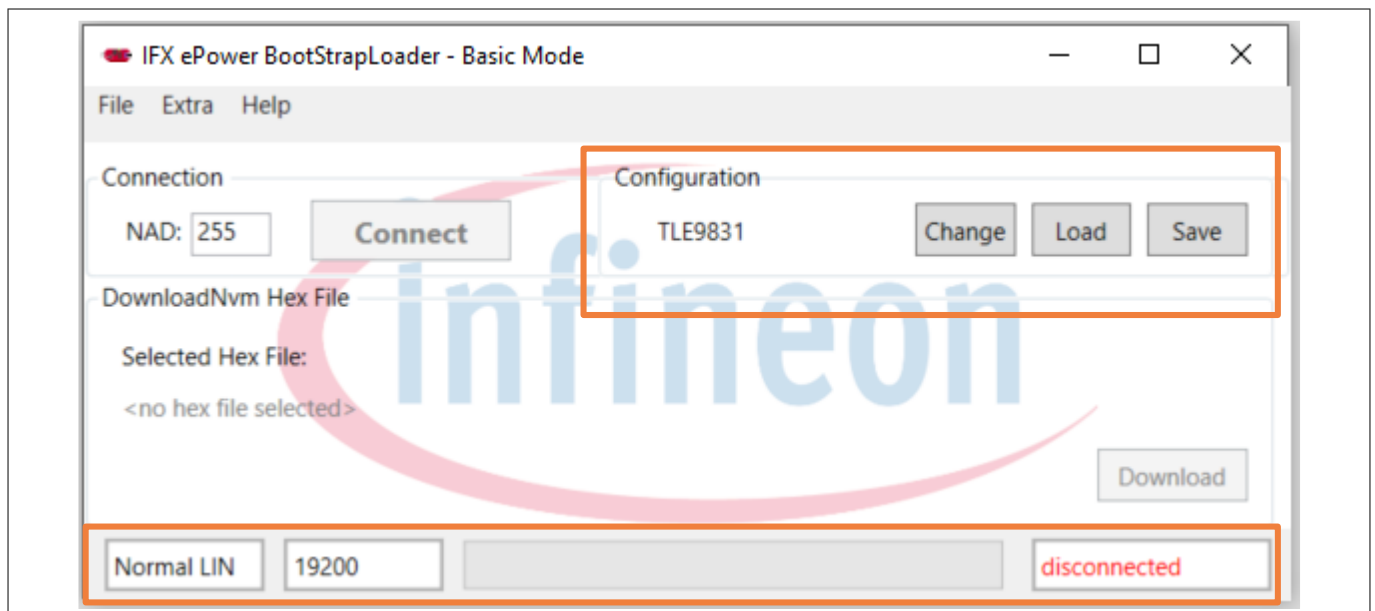 IFX ePower BootStrapLoader - Basic Mode
File Extra Help
Connection
NAD: 255 Connect
Configuration
TLE9831 Change Load Save
DownloadNvm Hex File
Selected Hex File:
<no hex file selected>
infineon
Download
Normal LIN 19200 disconnected